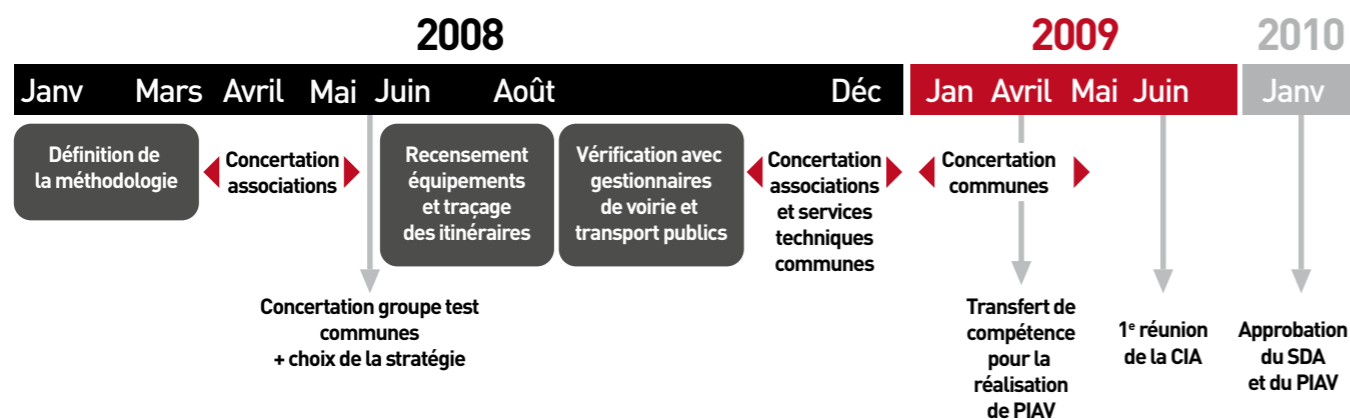 2008
2009
2010
Janv Mars Avril Mai Juin Août Déc
Jan Avril Mai Juin
Janv
Définition de
la méthodologie
Concertation
associations
Recensement
équipements
et traçage
des itinéraires
Vérification avec
gestionnaires
de voirie et
transport publics
Concertation
associations
et services
techniques
communes
Concertation
communes
Concertation groupe test
communes
+ choix de la stratégie
Transfert de
compétence
pour la
réalisation
de PIAV
1e réunion
de la CIA
Approbation
du SDA
et du PIAV